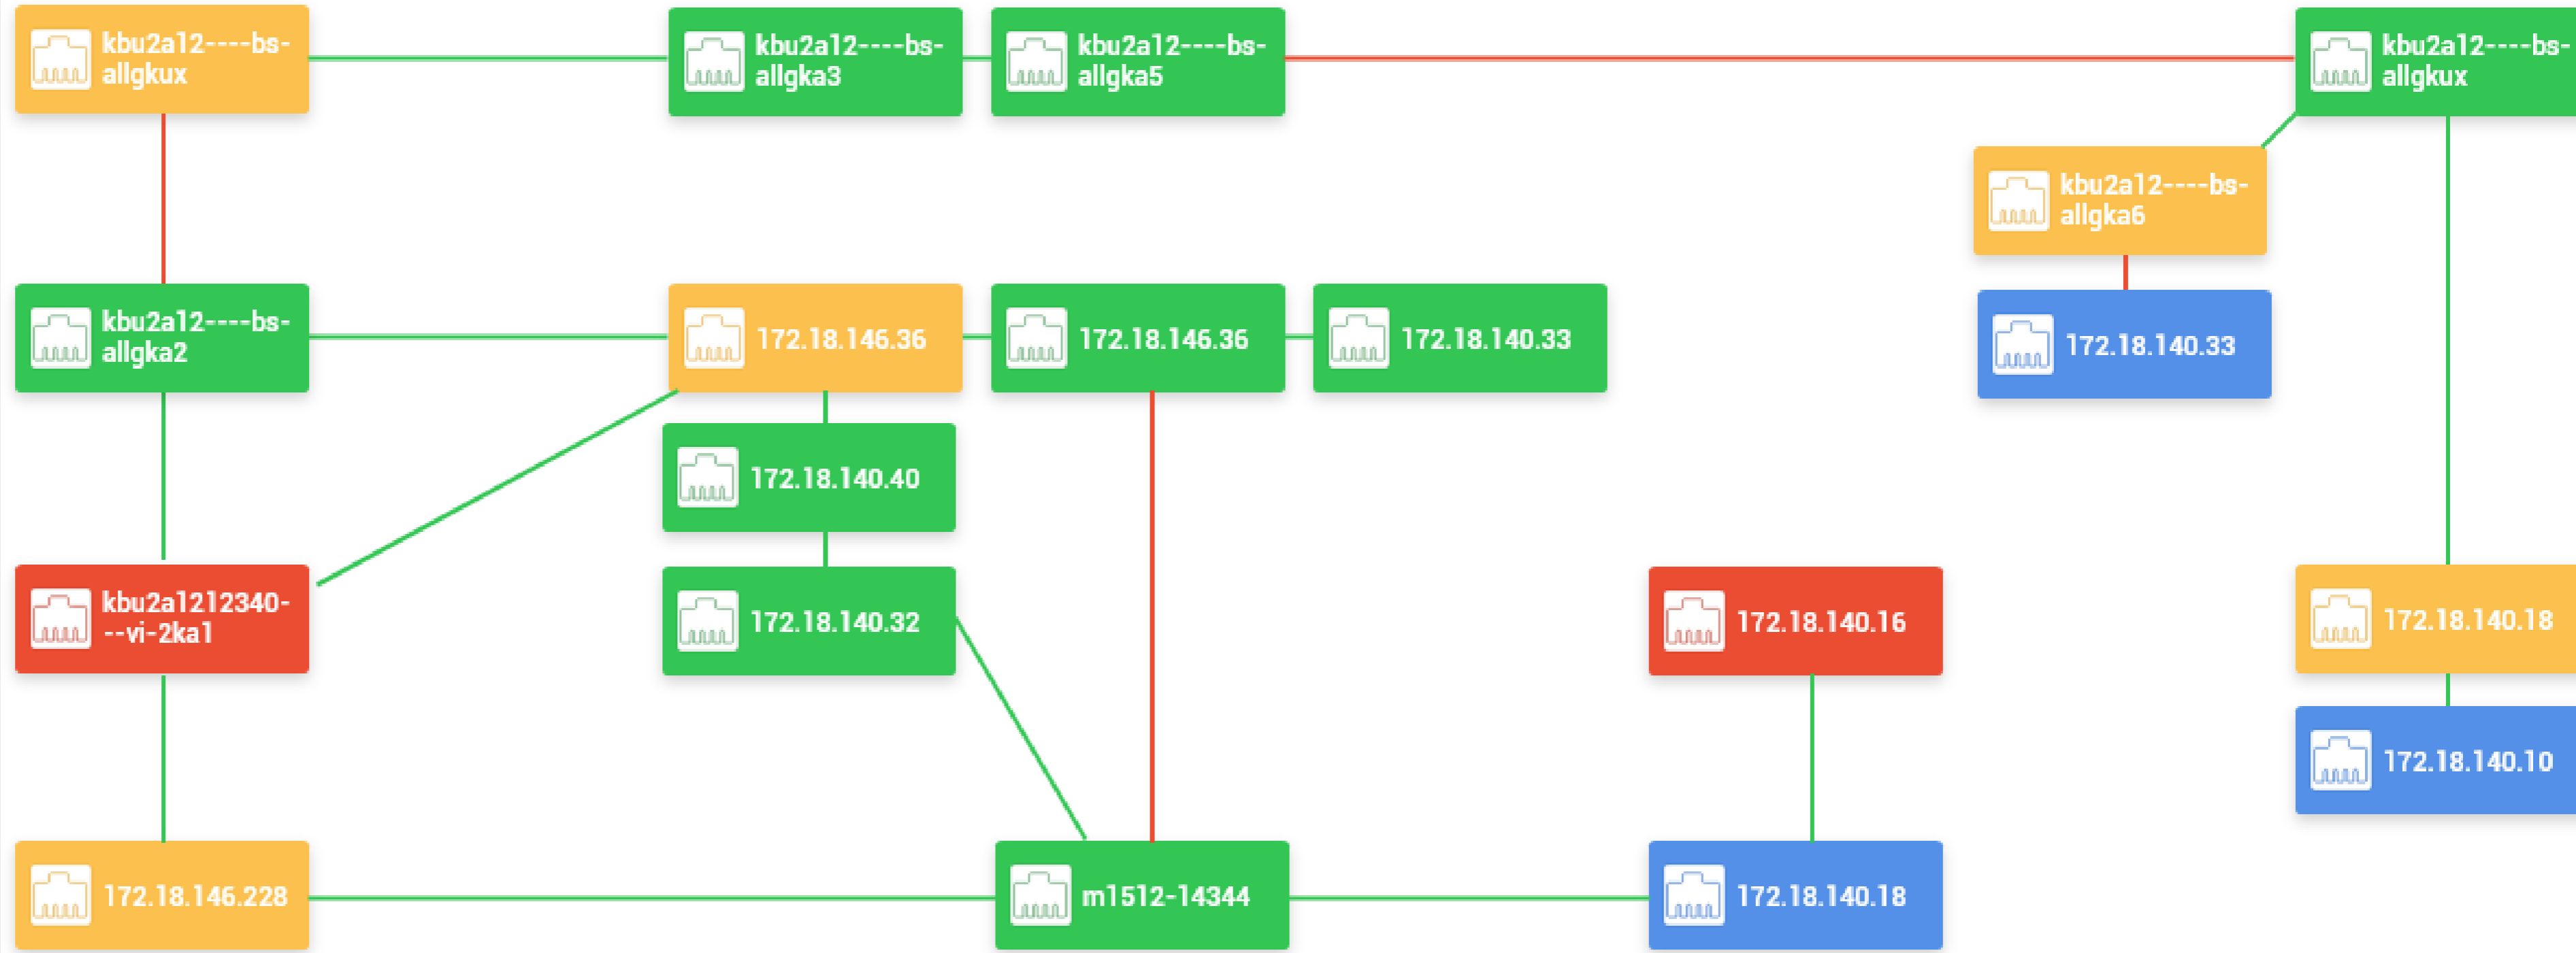 kbu2a12----bs-
allgkux
kbu2a12----bs-
allgka3
kbu2a12----bs-
allgka5
kbu2a12----bs-
allgkux
kbu2a12----bs-
allgka6
kbu2a12----bs-
allgka2
172.18.146.36
172.18.146.36
172.18.140.33
172.18.140.33
172.18.140.40
kbu2a1212340-
--vi-2ka1
172.18.140.32
172.18.140.16
172.18.140.18
172.18.140.10
172.18.146.228
m1512-14344
172.18.140.18